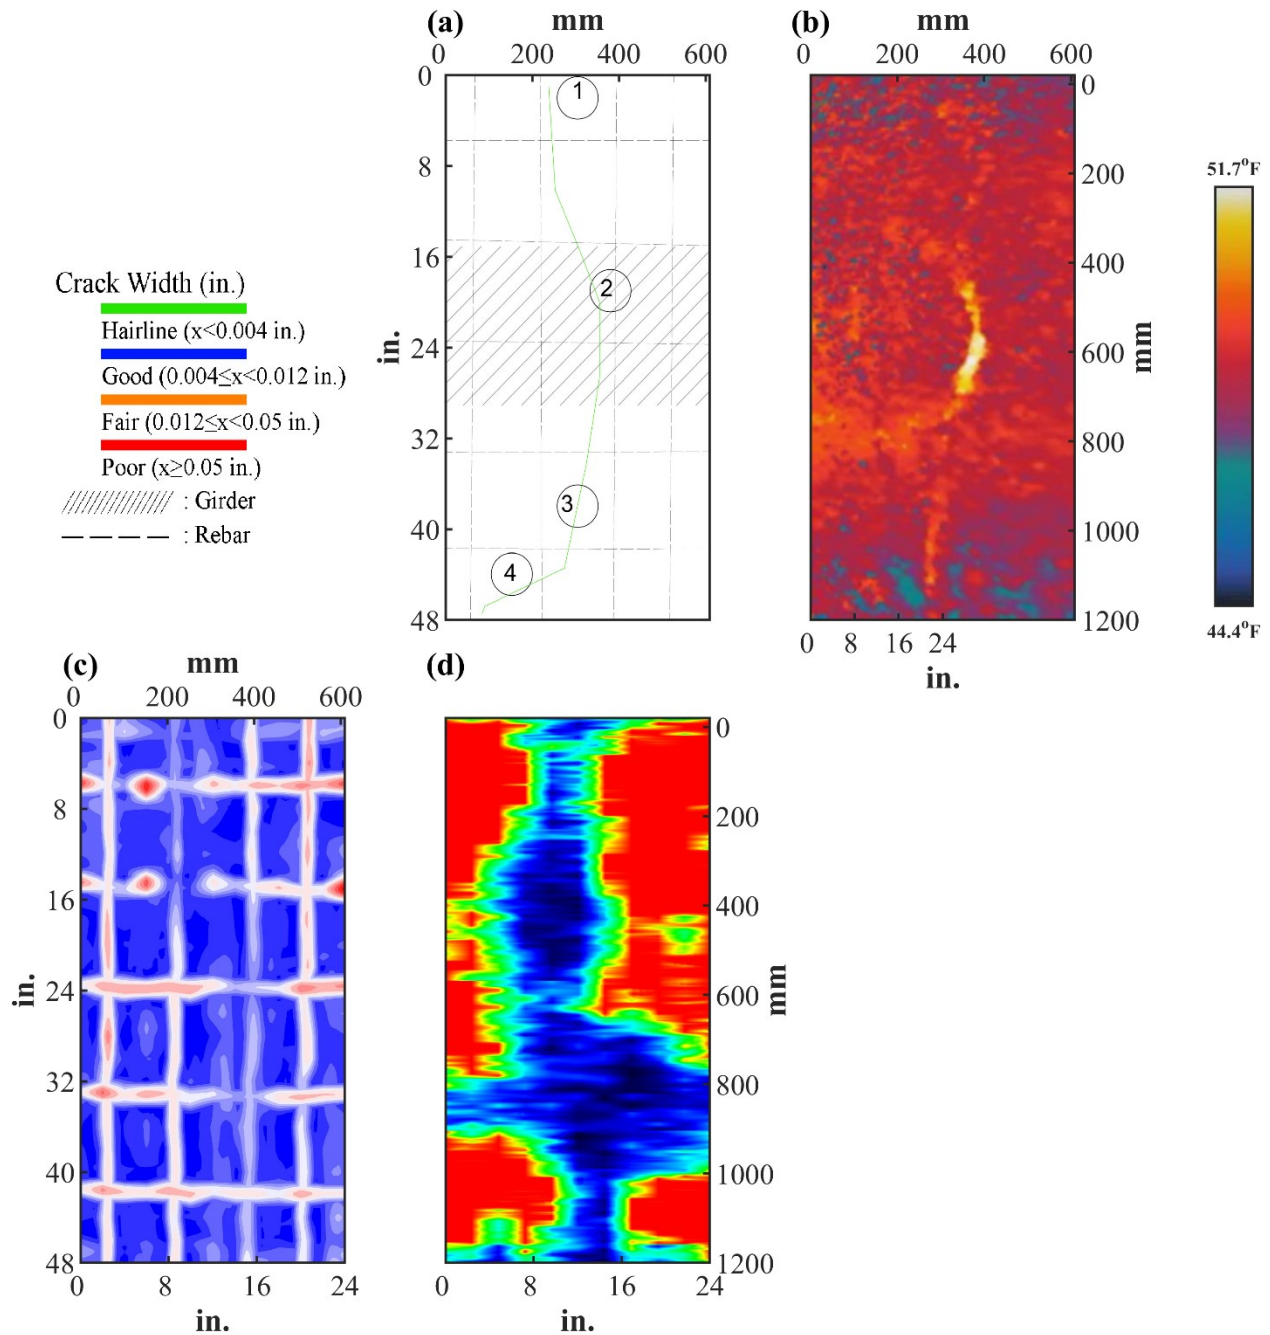 (a)
mm
0 200 400 600
0
8
16
24
32
40
48
in.
1
2
3
4
Crack Width (in.)
Hairline (x<0.004 in.)
Good (0.004≤x<0.012 in.)
Fair (0.012≤x<0.05 in.)
Poor (x≥0.05 in.)
: Girder
: Rebar
(b)
mm
0 200 400 600
0
200
400
600
800
1000
1200
mm
0 8 16 24
in.
51.7°F
44.4°F
(c)
mm
0 200 400 600
0
8
16
24
32
40
48
in.
0 8 16 24
in.
(d)
0
200
400
600
800
1000
1200
mm
0 8 16 24
in.